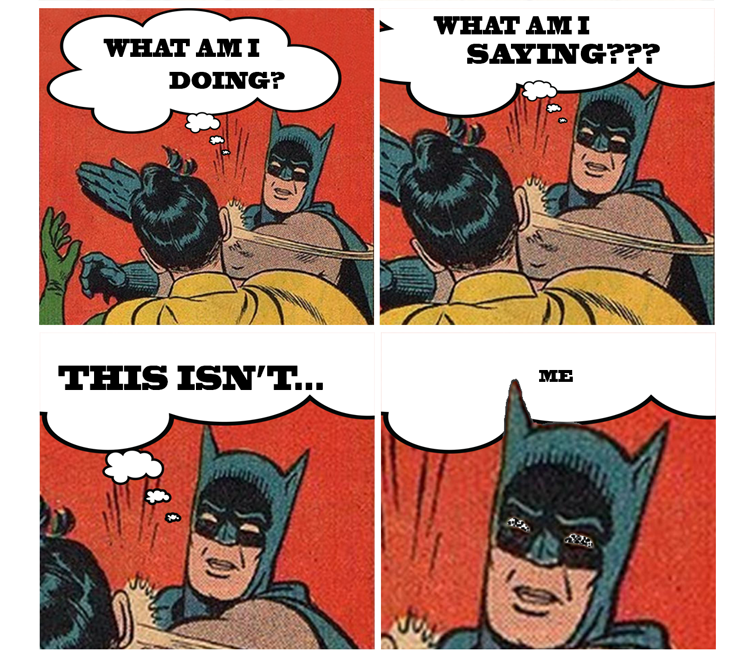 WHAT AM I
DOING?
WHAT AM I
SAYING???
THIS ISN'T...
ME